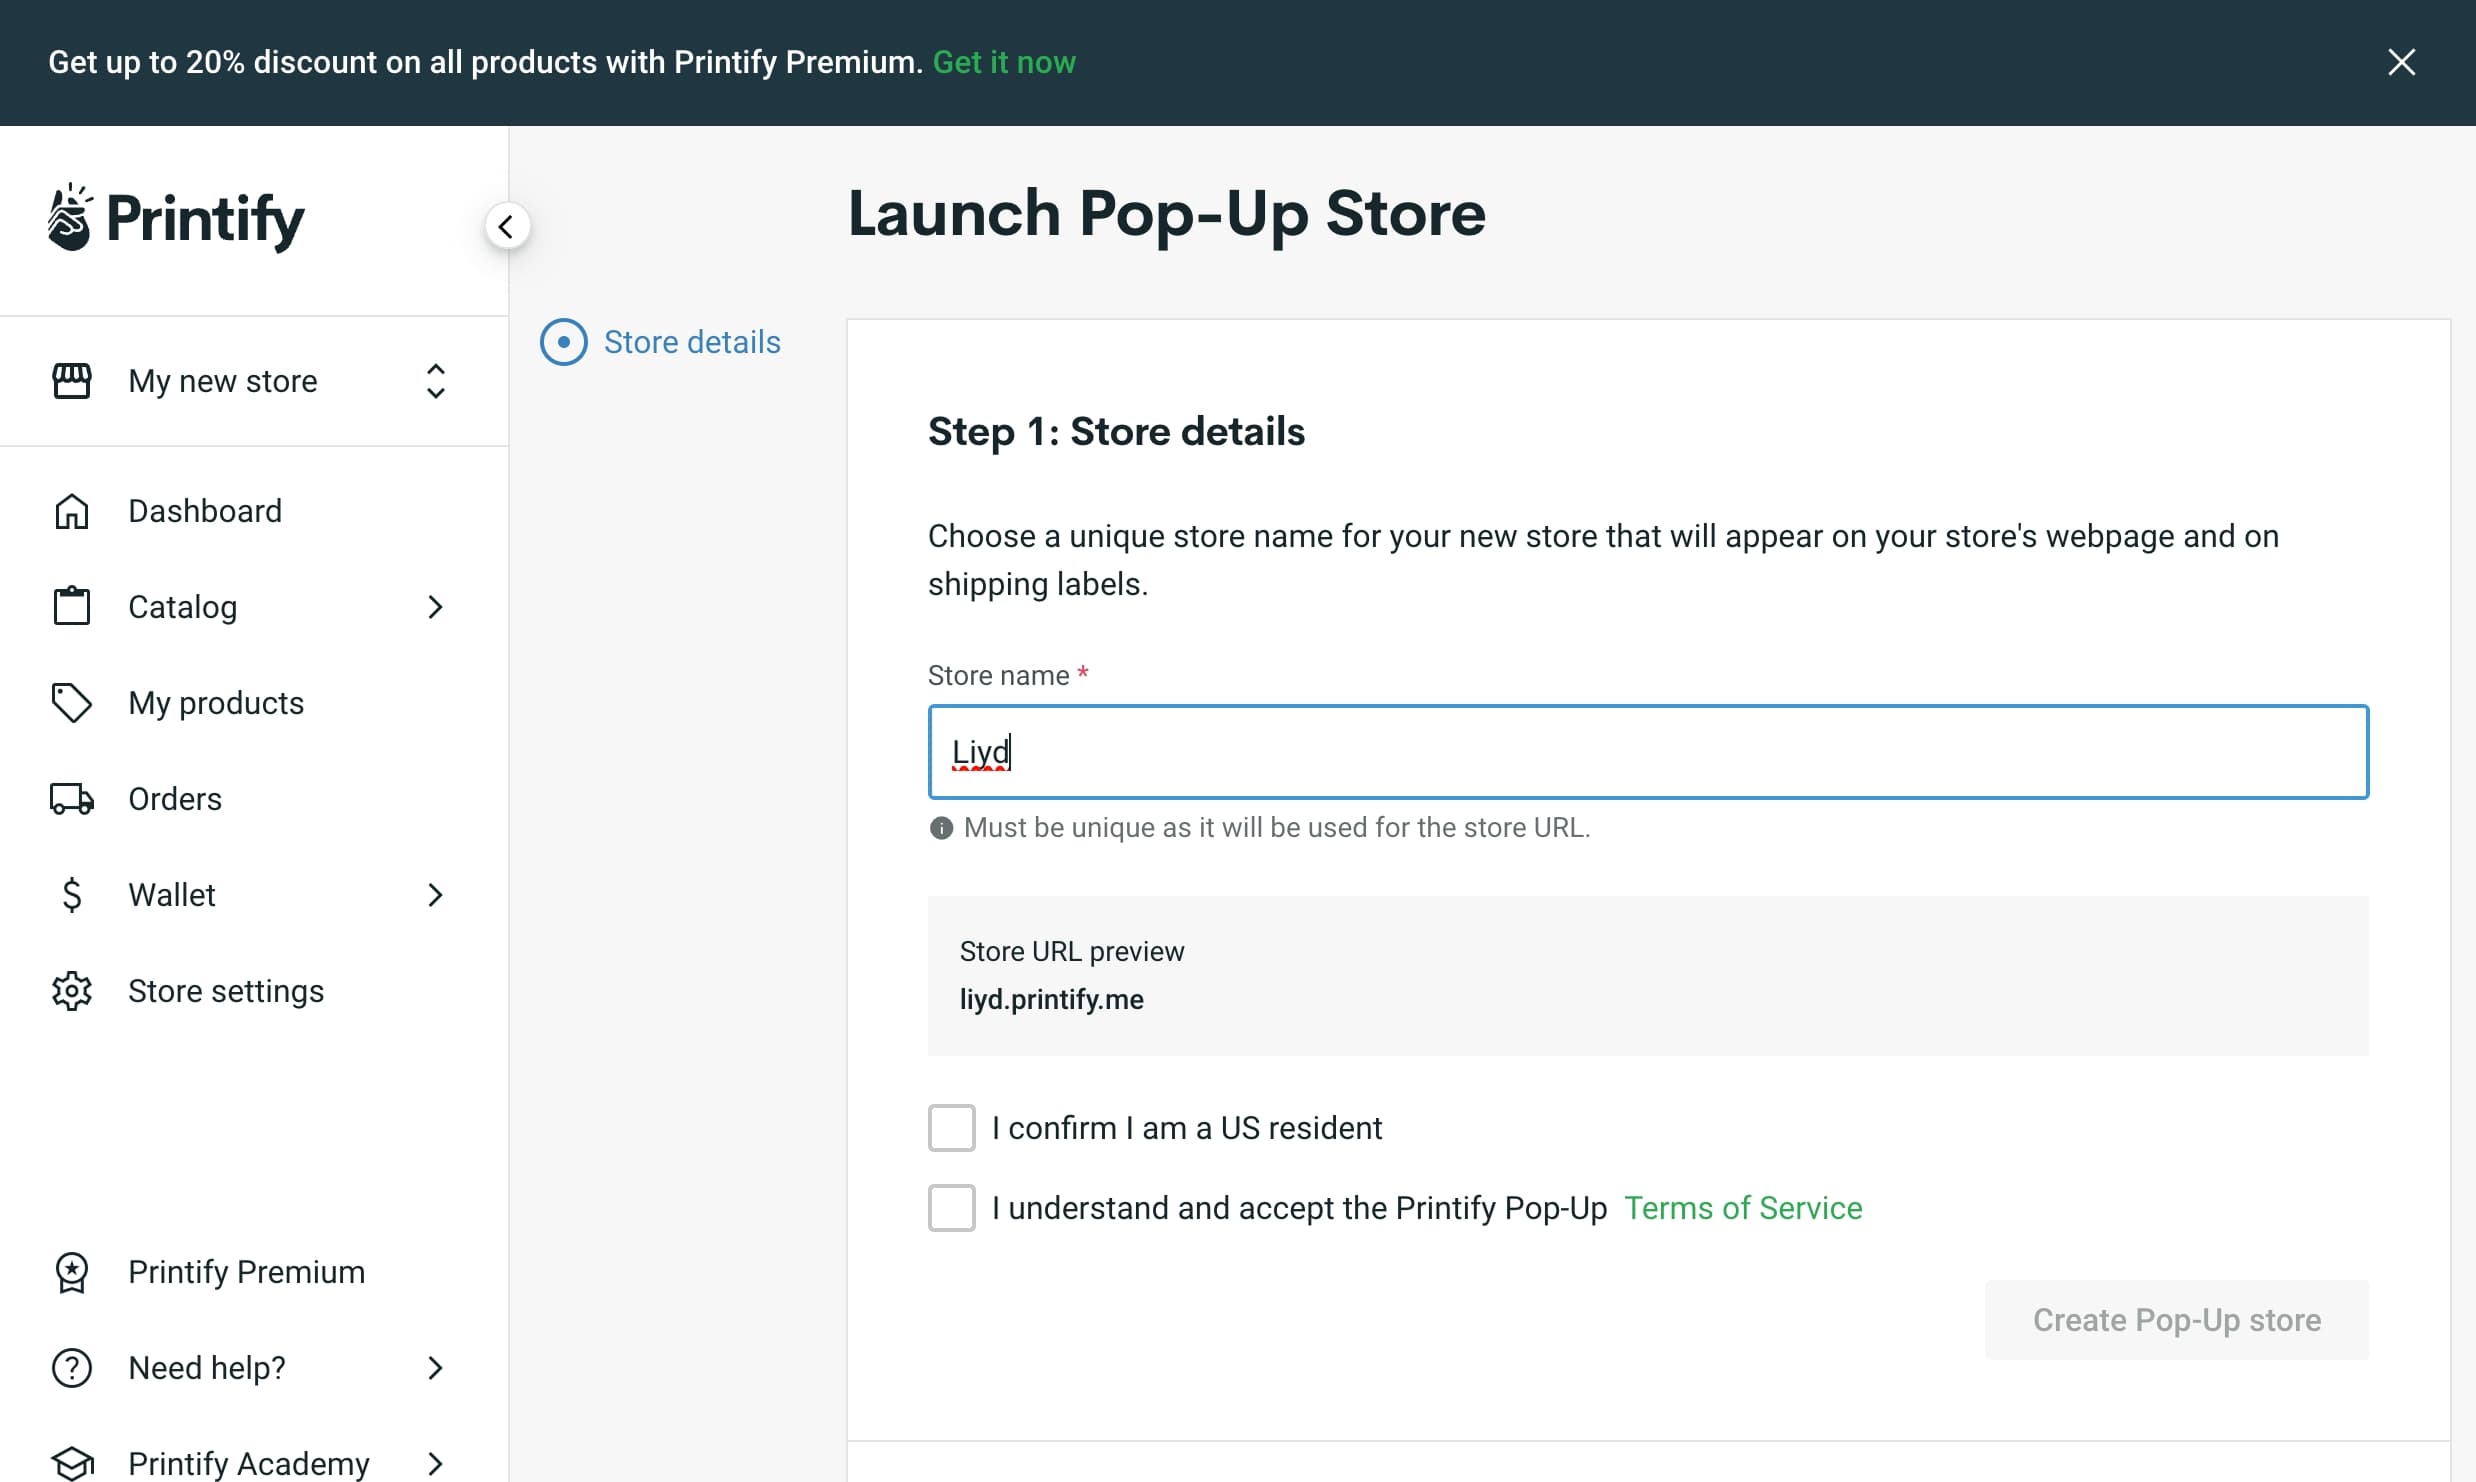 Get up to 20% discount on all products with Printify Premium. Get it now
Printify
My new store
Dashboard
Catalog
My products
Orders
Wallet
Store settings
Printify Premium
Need help?
Printify Academy
Launch Pop-Up Store
Store details
Step 1: Store details
Choose a unique store name for your new store that will appear on your store's webpage and on
shipping labels.
Store name *
Liyd
Must be unique as it will be used for the store URL.
Store URL preview
liyd.printify.me
I confirm I am a US resident
I understand and accept the Printify Pop-Up Terms of Service
Create Pop-Up store